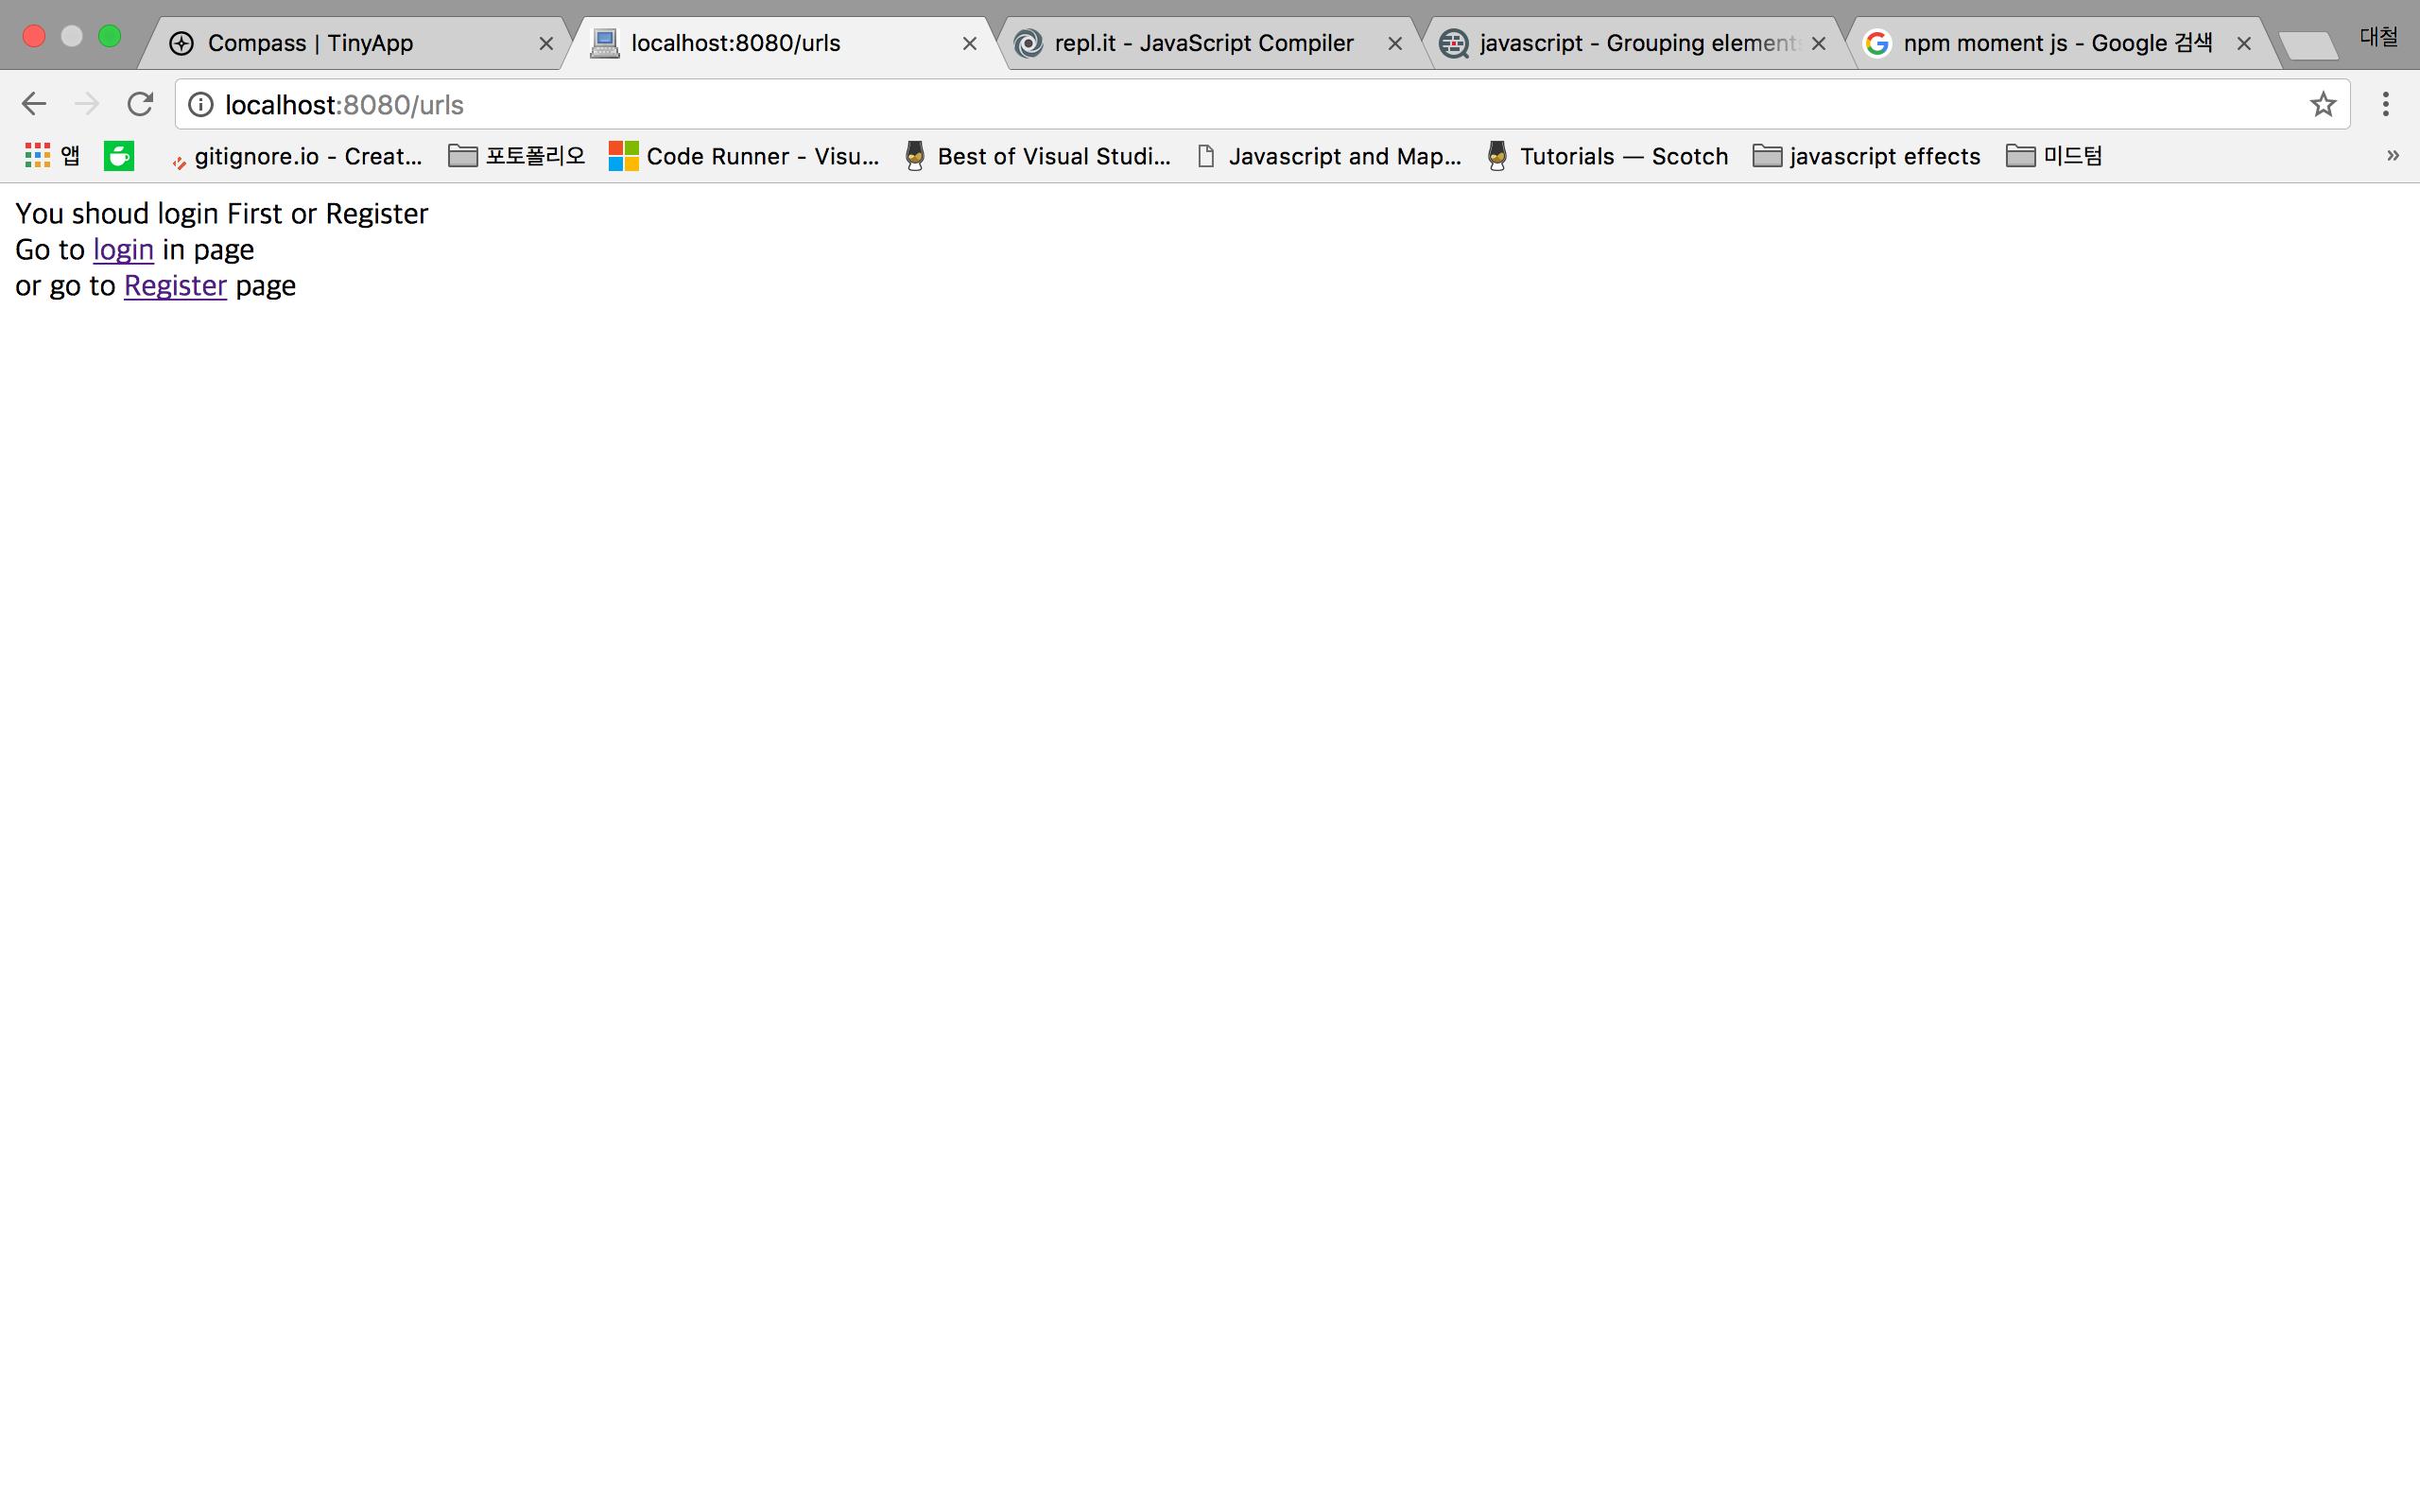 Compass | TinyApp
localhost:8080/urls
repl.it - JavaScript Compiler
javascript - Grouping elements
npm moment js - Google 검색
대철
localhost:8080/urls
앱
gitignore.io - Creat...
포토폴리오
Code Runner - Visu...
Best of Visual Studi...
Javascript and Map...
Tutorials — Scotch
javascript effects
미드텀
»
You shoud login First or Register
Go to login in page
or go to Register page